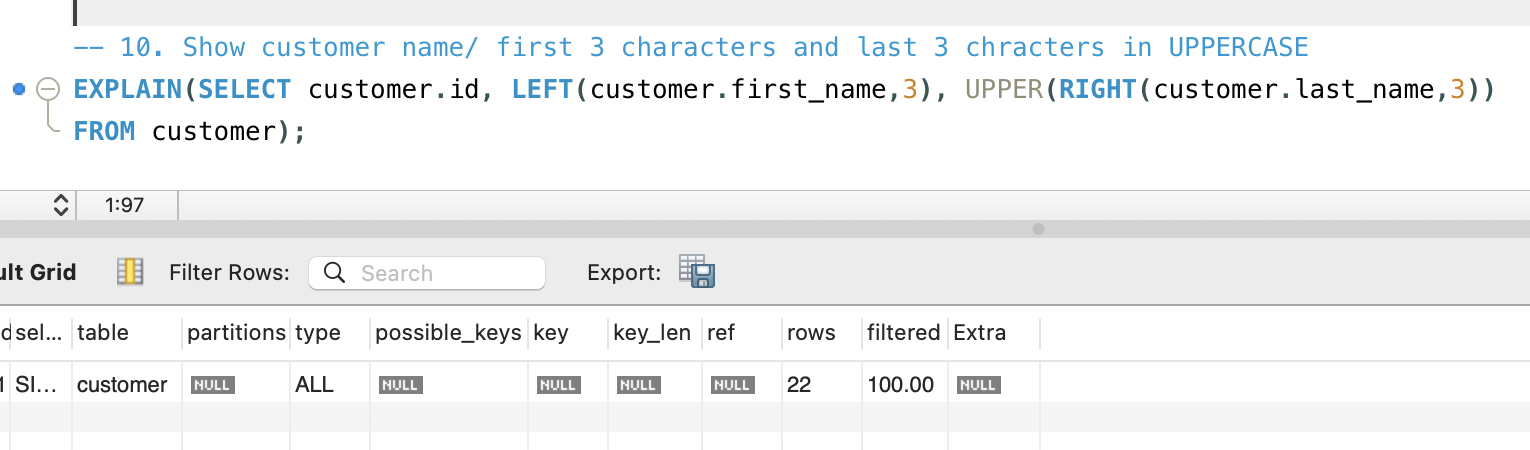 -- 10. Show customer name/ first 3 characters and last 3 chracters in UPPERCASE
EXPLAIN(SELECT customer.id, LEFT(customer.first_name,3), UPPER(RIGHT(customer.last_name,3))
FROM customer);
1:97
ult Grid Filter Rows: Search Export:
d sel... table partitions type possible_keys key key_len ref rows filtered Extra
1 SI... customer NULL ALL NULL NULL NULL NULL 22 100.00 NULL